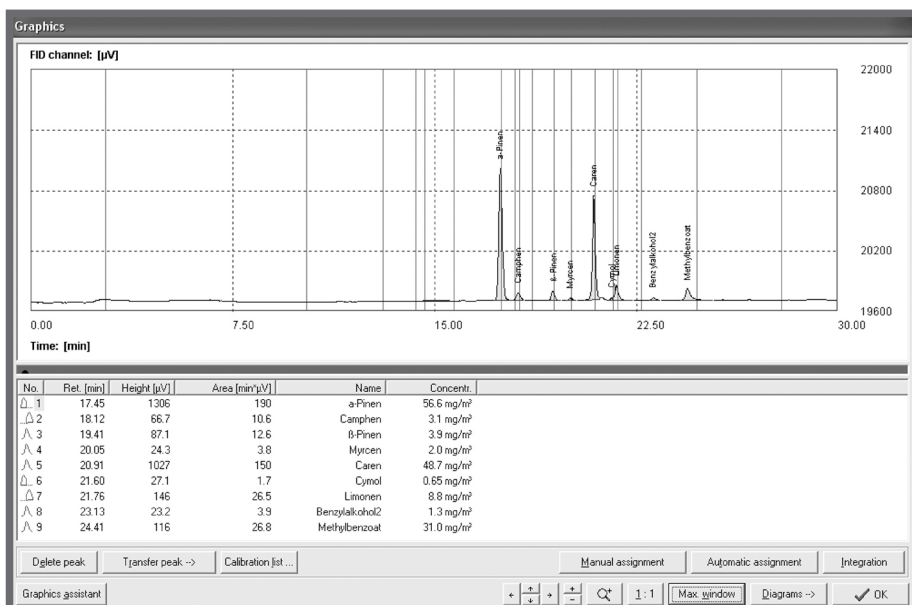 Graphics
FID channel: [µV]
22000
21400
20800
20200
19600
a-Pinen
Camphen
ß-Pinen
Myrcen
Caren
Cymol
Limonen
Benzylalkohol2
Methylbenzoat
0.00 7.50 15.00 22.50 30.00
Time: [min]
No. Ret. [min] Height [µV] Area [min*µV] Name Concentr.
1 17.45 1306 190 a-Pinen 56.6 mg/m³
2 18.12 66.7 10.6 Camphen 3.1 mg/m³
3 19.41 87.1 12.6 ß-Pinen 3.9 mg/m³
4 20.05 24.3 3.8 Myrcen 2.0 mg/m³
5 20.91 1027 150 Caren 48.7 mg/m³
6 21.60 27.1 1.7 Cymol 0.65 mg/m³
7 21.76 146 26.5 Limonen 8.8 mg/m³
8 23.13 23.2 3.9 Benzylalkohol2 1.3 mg/m³
9 24.41 116 26.8 Methylbenzoat 31.0 mg/m³
Delete peak Transfer peak --> Calibration list ... Manual assignment Automatic assignment Integration
Graphics assistant 1 : 1 Max. window Diagrams --> OK